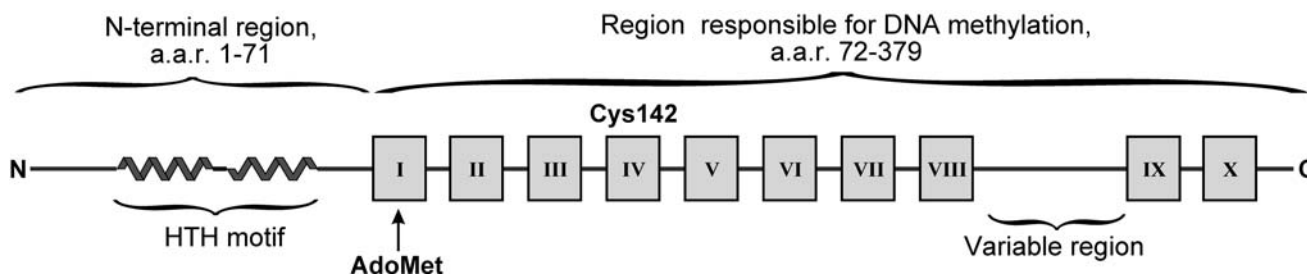 N-terminal region,
a.a.r. 1-71
Region responsible for DNA methylation,
a.a.r. 72-379
Cys142
N I II III IV V VI VII VIII IX X C
HTH motif
Variable region
AdoMet